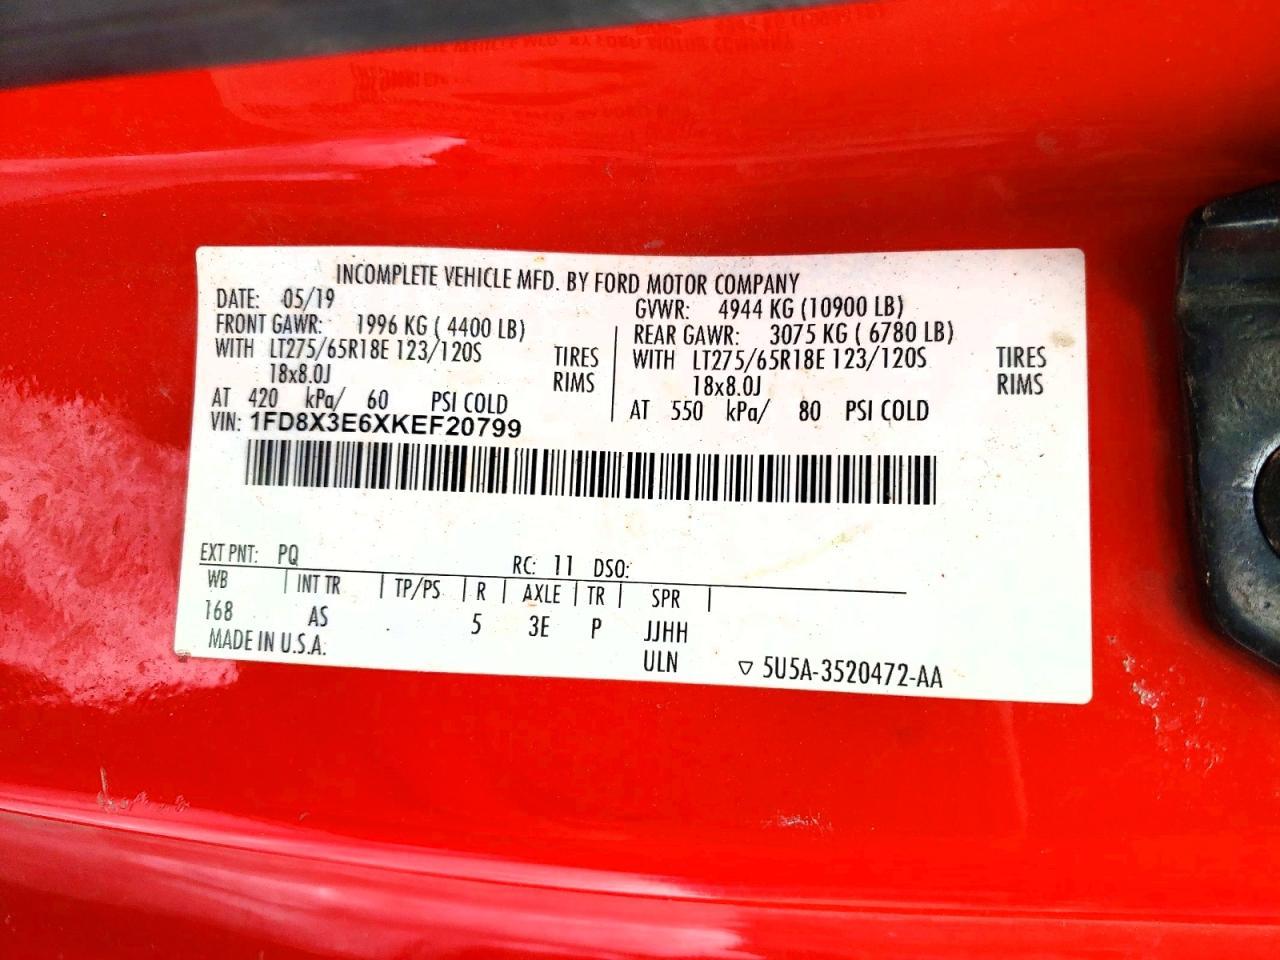 INCOMPLETE VEHICLE MFD. BY FORD MOTOR COMPANY
DATE: 05/19 GVWR: 4944 KG (10900 LB)
FRONT GAWR: 1996 KG ( 4400 LB) REAR GAWR: 3075 KG ( 6780 LB)
WITH LT275/65R18E 123/120S TIRES WITH LT275/65R18E 123/120S TIRES
18x8.0J RIMS 18x8.0J RIMS
AT 420 kPa/ 60 PSI COLD AT 550 kPa/ 80 PSI COLD
VIN: 1FD8X3E6XKEF20799
EXT PNT: PQ RC: 11 DSO:
WB INT TR TP/PS R AXLE TR SPR
168 AS 5 3E P JJHH
MADE IN U.S.A. ULN ▽ 5U5A-3520472-AA